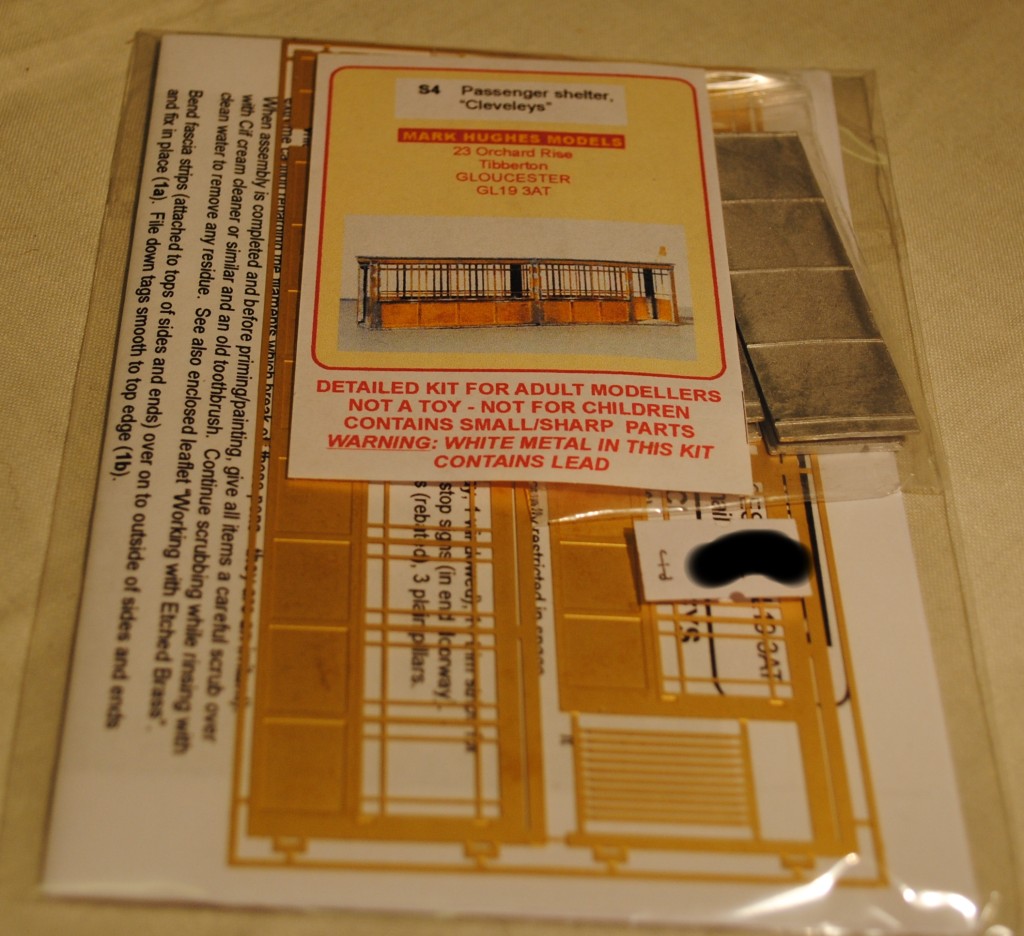 S4 Passenger shelter,
"Cleveleys"
MARK HUGHES MODELS
23 Orchard Rise
Tibberton
GLOUCESTER
GL19 3AT
DETAILED KIT FOR ADULT MODELLERS
NOT A TOY - NOT FOR CHILDREN
CONTAINS SMALL/SHARP PARTS
WARNING: WHITE METAL IN THIS KIT
CONTAINS LEAD
When assembly is completed and before priming/painting, give all items a careful scrub over
with Cif cream cleaner or similar and an old toothbrush. Continue scrubbing while rinsing with
clean water to remove any residue. See also enclosed leaflet "Working with Etched Brass".
Bend fascia strips (attached to tops of sides and ends) over on to outside of sides and ends
and fix in place (1a). File down tags smooth to top edge (1b).
stop signs (in end doorway),
(rebated), 3 plain pillars.
restricted in
3AT